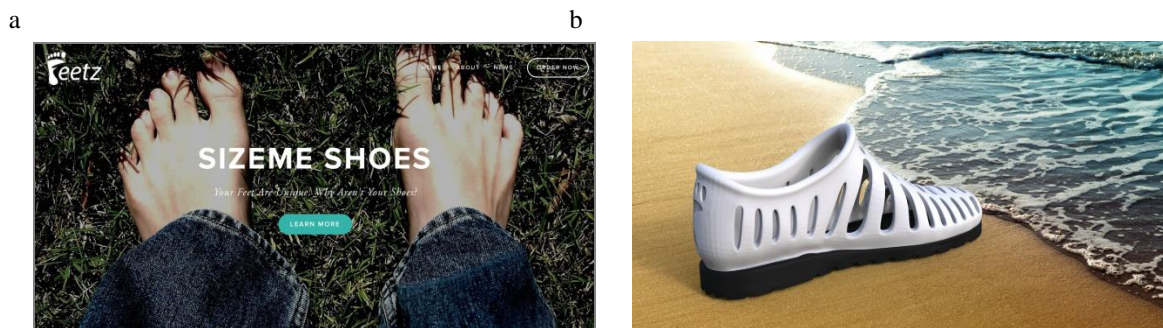 a
b
Feetz
HOME ABOUT NEWS ORDER NOW
SIZEME SHOES
Your Feet Are Unique. Why Aren't Your Shoes?
LEARN MORE